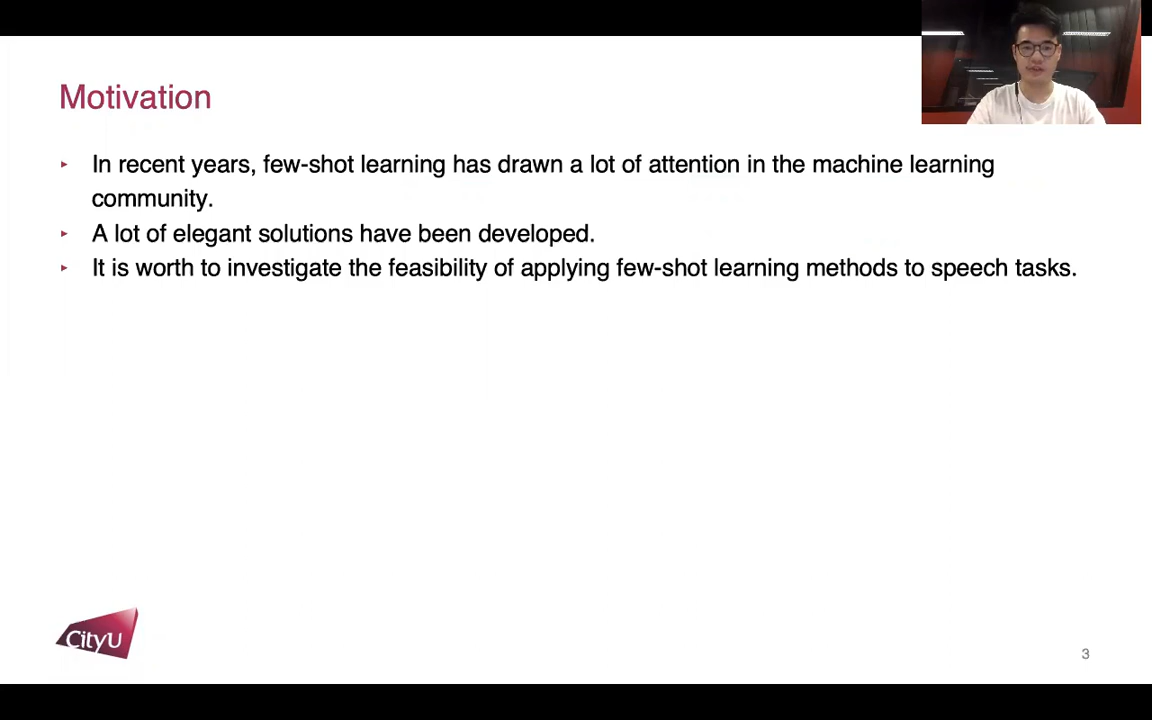 Motivation
▸ In recent years, few-shot learning has drawn a lot of attention in the machine learning
community.
▸ A lot of elegant solutions have been developed.
▸ It is worth to investigate the feasibility of applying few-shot learning methods to speech tasks.
CityU
3